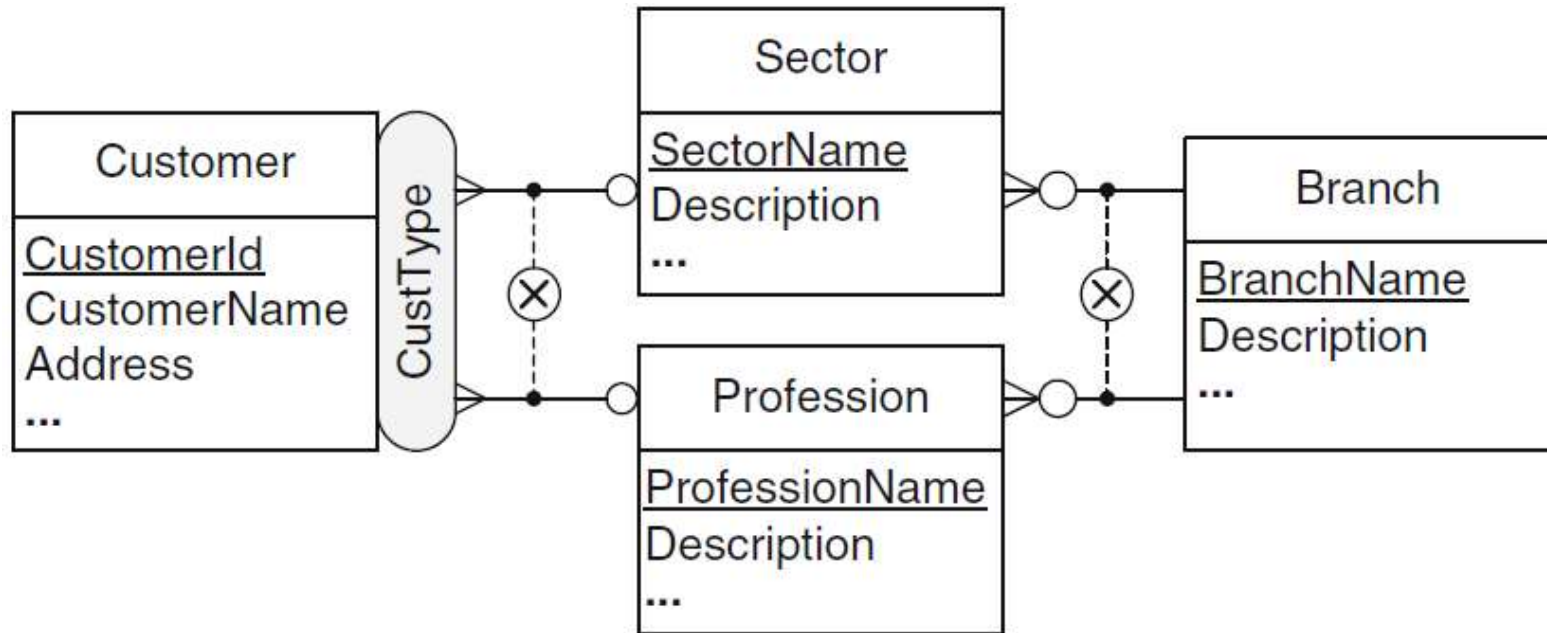 Customer
CustomerId
CustomerName
Address
...
CustType
Sector
SectorName
Description
...
Profession
ProfessionName
Description
...
Branch
BranchName
Description
...